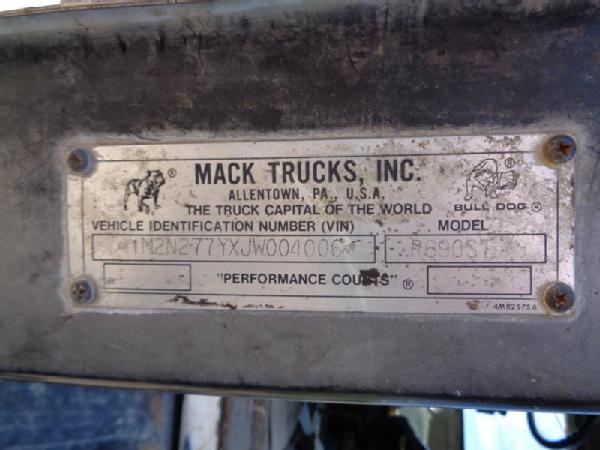 MACK TRUCKS, INC.
ALLENTOWN, PA., U.S.A.
THE TRUCK CAPITAL OF THE WORLD
BULL DOG ®
VEHICLE IDENTIFICATION NUMBER (VIN) MODEL
1M2N277YXJW004006 R690ST
"PERFORMANCE COUNTS" ®
4MR2575A